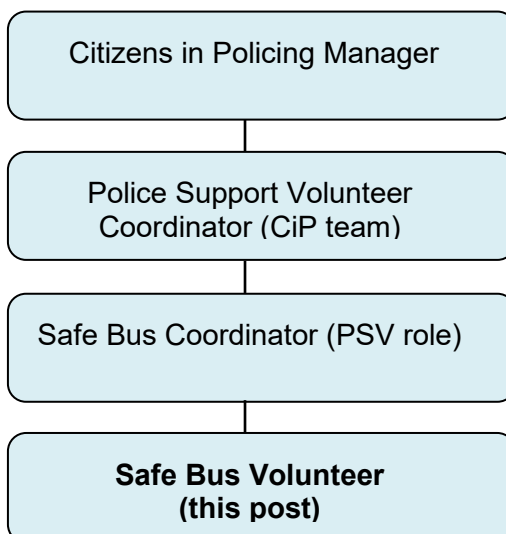 Citizens in Policing Manager
Police Support Volunteer
Coordinator (CiP team)
Safe Bus Coordinator (PSV role)
Safe Bus Volunteer
(this post)